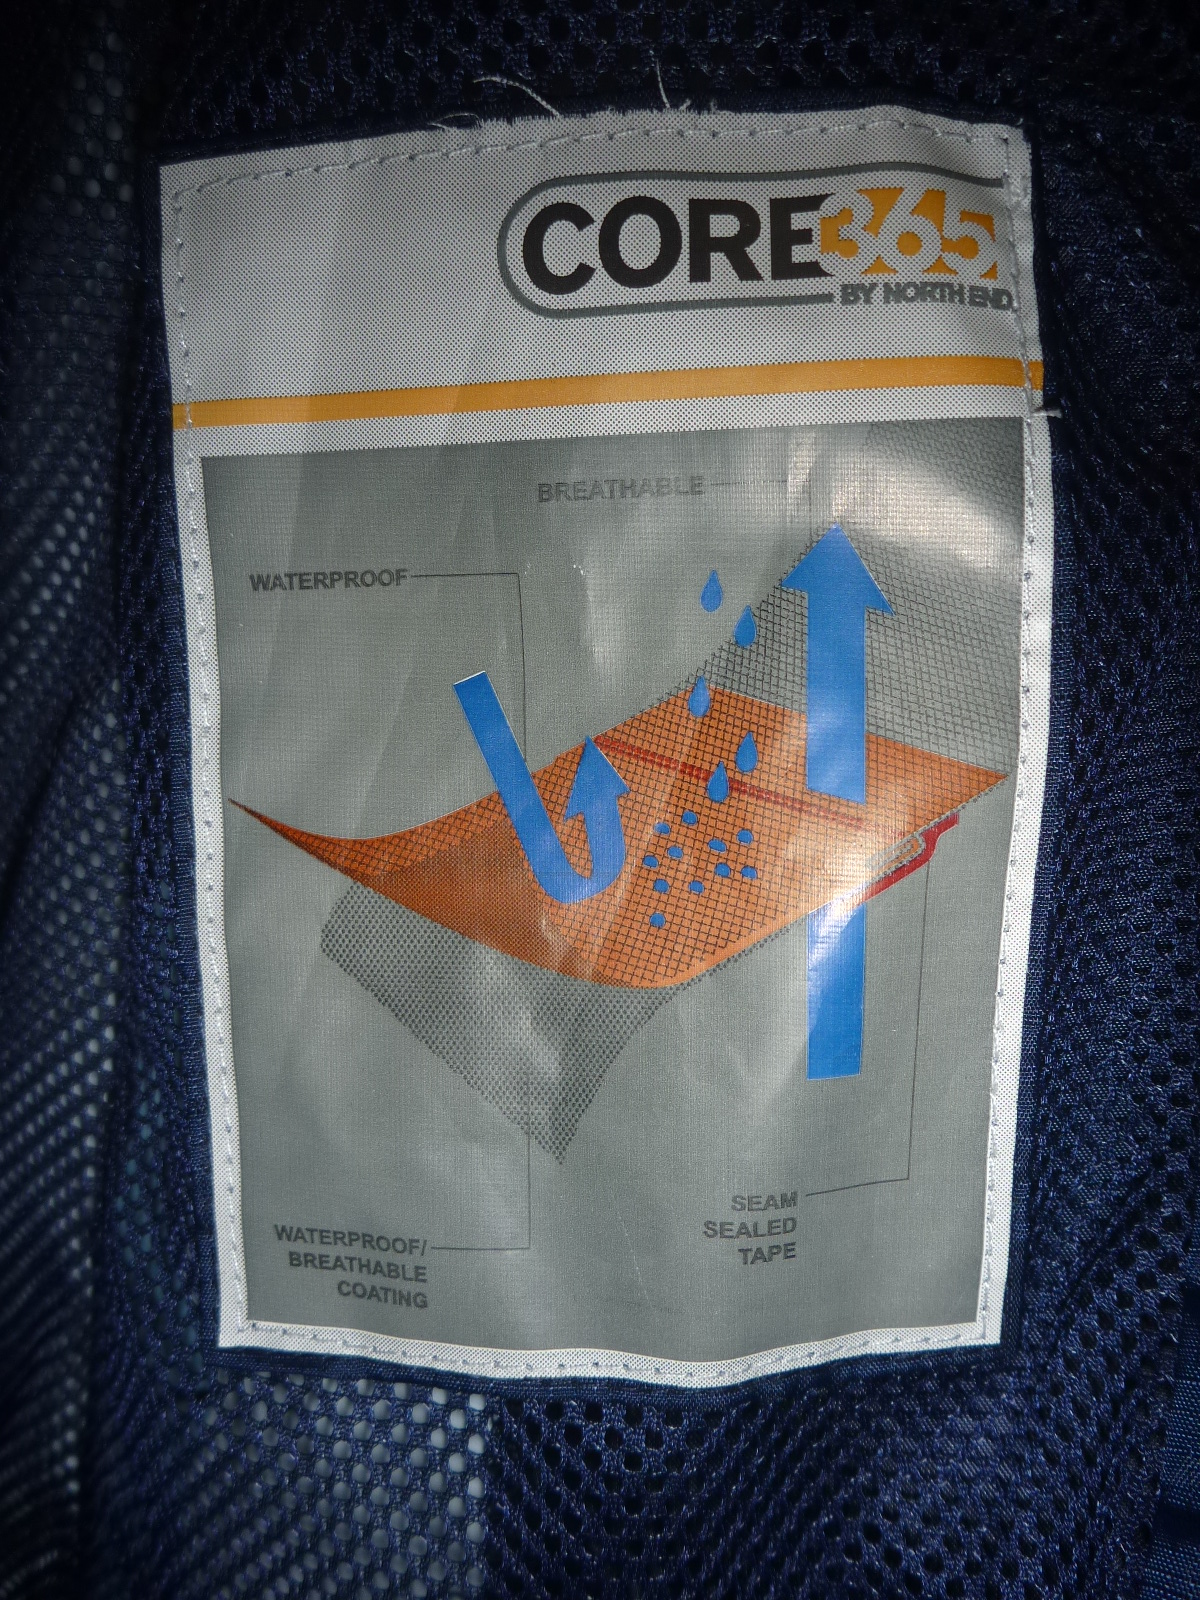 CORE365
BY NORTH END
BREATHABLE
WATERPROOF
SEAM
SEALED
TAPE
WATERPROOF/
BREATHABLE
COATING